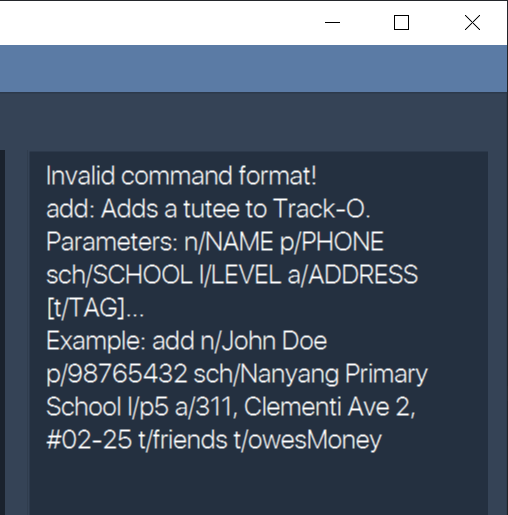 Invalid command format!
add: Adds a tutee to Track-O.
Parameters: n/NAME p/PHONE
sch/SCHOOL l/LEVEL a/ADDRESS
[t/TAG]...
Example: add n/John Doe
p/98765432 sch/Nanyang Primary
School l/p5 a/311, Clementi Ave 2,
#02-25 t/friends t/owesMoney